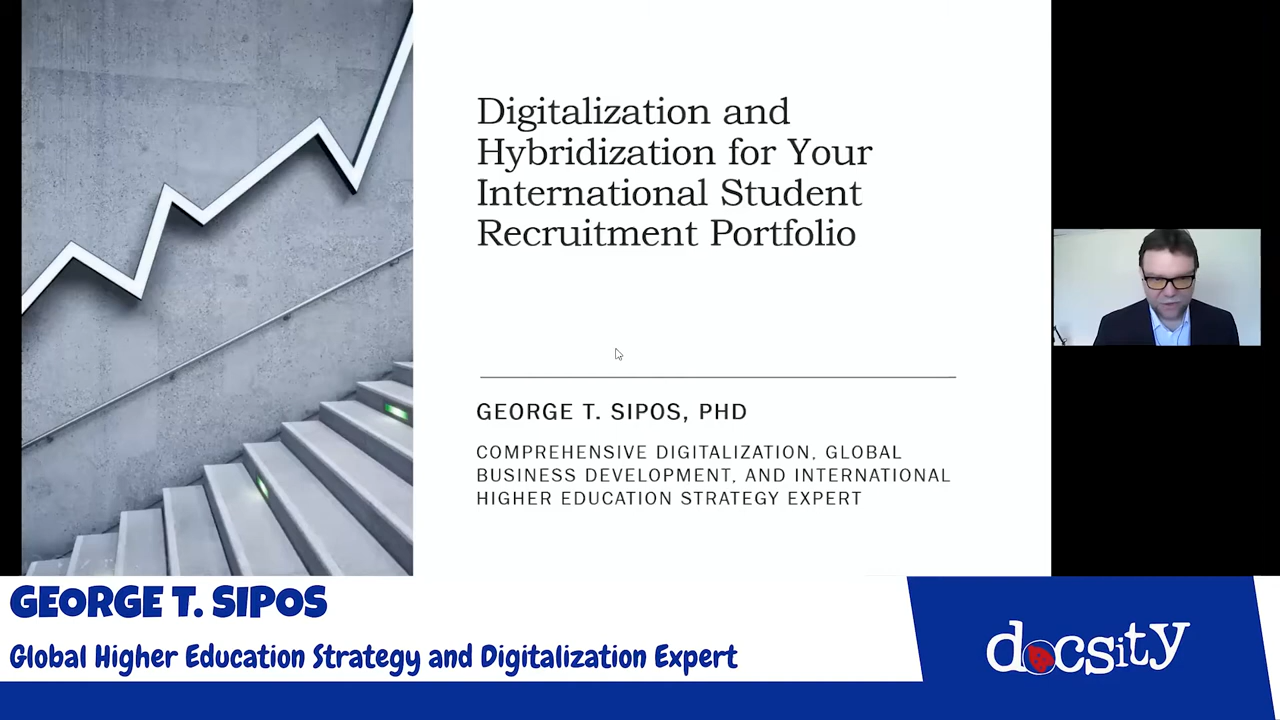 Digitalization and
Hybridization for Your
International Student
Recruitment Portfolio
GEORGE T. SIPOS, PHD
COMPREHENSIVE DIGITALIZATION, GLOBAL
BUSINESS DEVELOPMENT, AND INTERNATIONAL
HIGHER EDUCATION STRATEGY EXPERT
GEORGE T. SIPOS
Global Higher Education Strategy and Digitalization Expert
docsity